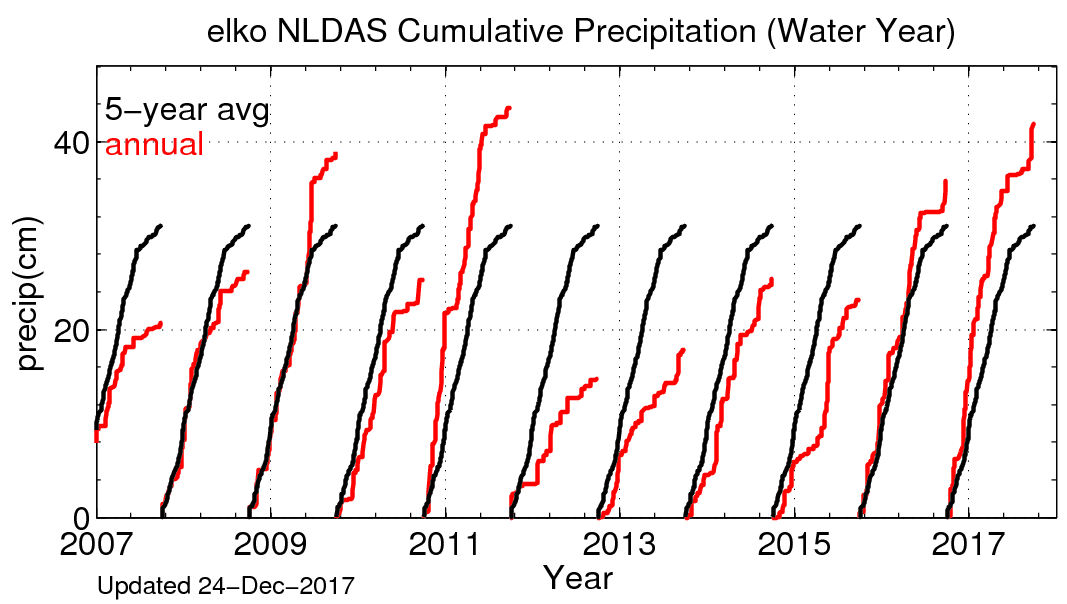 elko NLDAS Cumulative Precipitation (Water Year)
5−year avg
annual
precip(cm)
40
20
0
2007 2009 2011 2013 2015 2017
Year
Updated 24−Dec−2017